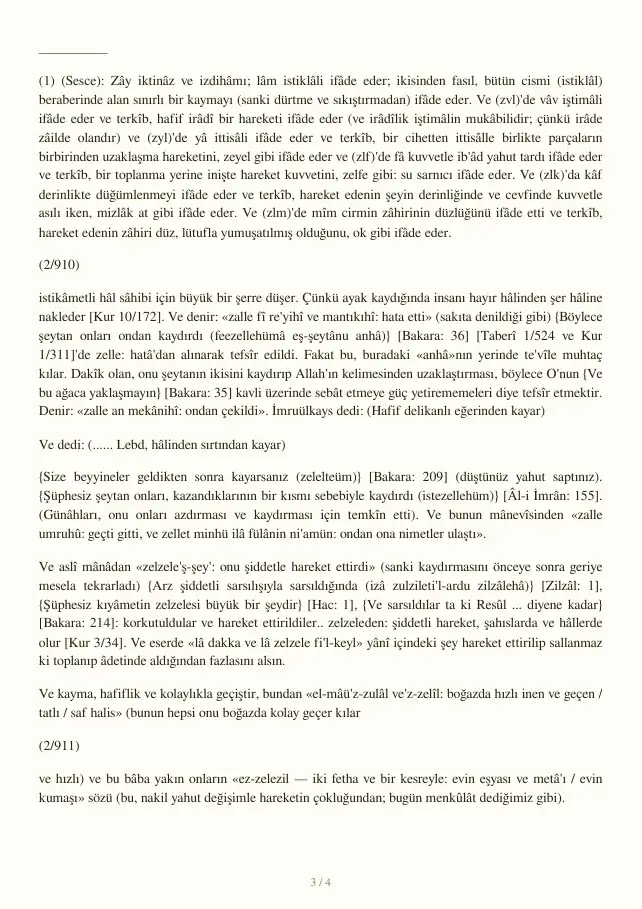 (1) (Sesce): Zây iktinâz ve izdihâmı; lâm istiklâli ifâde eder; ikisinden fasıl, bütün cismi (istiklâl)
beraberinde alan sınırlı bir kaymayı (sanki dürtme ve sıkıştırmadan) ifâde eder. Ve (zvl)'de vâv iştimâli
ifâde eder ve terkîb, hafif irâdî bir hareketi ifâde eder (ve irâdîlik iştimâlin mukâbilidir; çünkü irâde
zâilde olandır) ve (zyl)'de yâ ittisâli ifâde eder ve terkîb, bir cihetten ittisâlle birlikte parçaların
birbirinden uzaklaşma hareketini, zeyel gibi ifâde eder ve (zlf)'de fâ kuvvetle ib'âd yahut tardı ifâde eder
ve terkîb, bir toplanma yerine inişte hareket kuvvetini, zelfe gibi: su sarnıcı ifâde eder. Ve (zlk)'da kâf
derinlikte düğümlenmeyi ifâde eder ve terkîb, hareket edenin şeyin derinliğinde ve cevfinde kuvvetle
asılı iken, mizlâk at gibi ifâde eder. Ve (zlm)'de mîm cirmin zâhirinin düzlüğünü ifâde etti ve terkîb,
hareket edenin zâhiri düz, lütufla yumuşatılmış olduğunu, ok gibi ifâde eder.
(2/910)
istikâmetli hâl sâhibi için büyük bir şerre düşer. Çünkü ayak kaydığında insanı hayır hâlinden şer hâline
nakleder [Kur 10/172]. Ve denir: «zalle fî re'yihî ve mantıkıhî: hata etti» (sakıta denildiği gibi) {Böylece
şeytan onları ondan kaydırdı (feezellehümâ eş-şeytânu anhâ)} [Bakara: 36] [Taberî 1/524 ve Kur
1/311]'de zelle: hatâ'dan alınarak tefsîr edildi. Fakat bu, buradaki «anhâ»nın yerinde te'vîle muhtaç
kılar. Dakîk olan, onu şeytanın ikisini kaydırıp Allah'ın kelimesinden uzaklaştırması, böylece O'nun {Ve
bu ağaca yaklaşmayın} [Bakara: 35] kavli üzerinde sebât etmeye güç yetirememeleri diye tefsîr etmektir.
Denir: «zalle an mekânihî: ondan çekildi». İmruülkays dedi: (Hafif delikanlı eğerinden kayar)
Ve dedi: (...... Lebd, hâlinden sırtından kayar)
{Size beyyineler geldikten sonra kayarsanız (zelelteüm)} [Bakara: 209] (düştünüz yahut saptınız).
{Şüphesiz şeytan onları, kazandıklarının bir kısmı sebebiyle kaydırdı (istezellehüm)} [Âl-i İmrân: 155].
(Günâhları, onu onları azdırması ve kaydırması için temkîn etti). Ve bunun mânevîsinden «zalle
umruhû: geçti gitti, ve zellet minhü ilâ fülânin ni'amün: ondan ona nimetler ulaştı».
Ve aslî mânâdan «zelzele'ş-şey': onu şiddetle hareket ettirdi» (sanki kaydırmasını önceye sonra geriye
mesela tekrarladı) {Arz şiddetli sarsılışıyla sarsıldığında (izâ zulzileti'l-ardu zilzâlehâ)} [Zilzâl: 1],
{Şüphesiz kıyâmetin zelzelesi büyük bir şeydir} [Hac: 1], {Ve sarsıldılar ta ki Resûl ... diyene kadar}
[Bakara: 214]: korkutuldular ve hareket ettirildiler.. zelzeleden: şiddetli hareket, şahıslarda ve hâllerde
olur [Kur 3/34]. Ve eserde «lâ dakka ve lâ zelzele fi'l-keyl» yânî içindeki şey hareket ettirilip sallanmaz
ki toplanıp âdetinde aldığından fazlasını alsın.
Ve kayma, hafiflik ve kolaylıkla geçiştir, bundan «el-mâü'z-zulâl ve'z-zelîl: boğazda hızlı inen ve geçen /
tatlı / saf halis» (bunun hepsi onu boğazda kolay geçer kılar
(2/911)
ve hızlı) ve bu bâba yakın onların «ez-zelezil — iki fetha ve bir kesreyle: evin eşyası ve metâ'ı / evin
kumaşı» sözü (bu, nakil yahut değişimle hareketin çokluğundan; bugün menkûlât dediğimiz gibi).
3 / 4